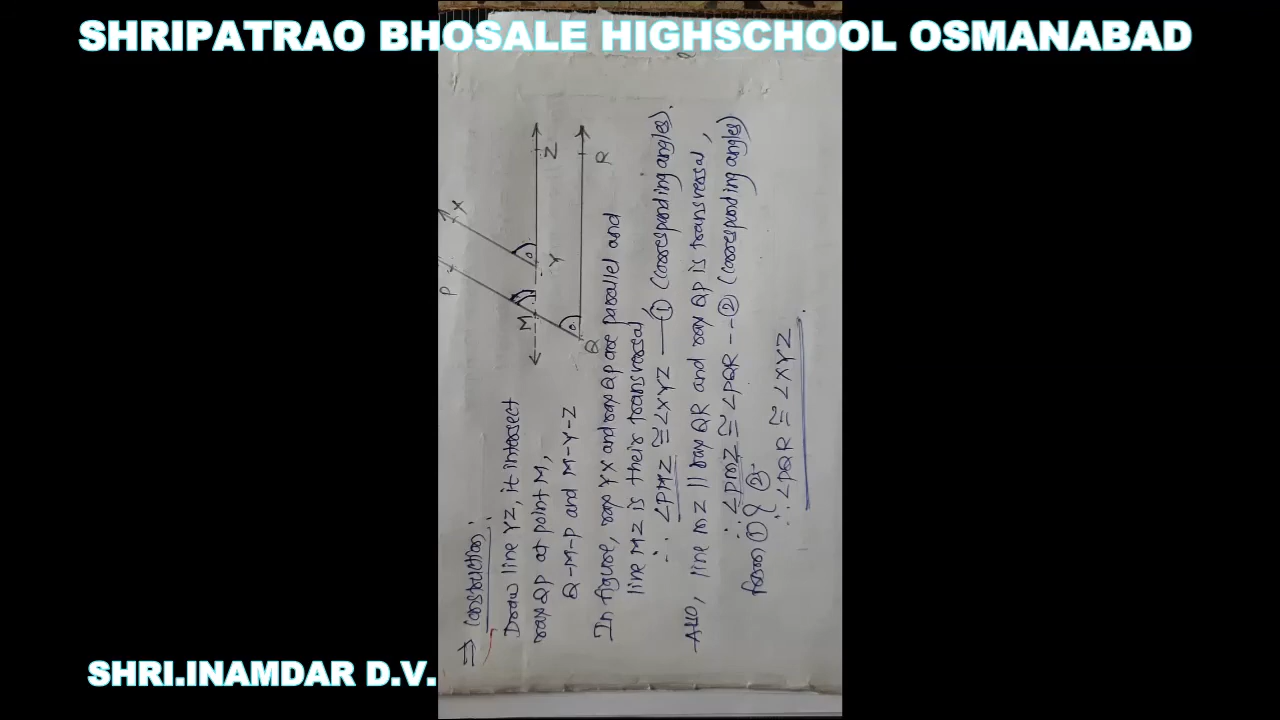 SHRIPATRAO BHOSALE HIGHSCHOOL OSMANABAD
⇒ Construction:
Draw line YZ, it intersect
ray QP at point M,
Q-M-P and M-Y-Z
P
X
M
Y
Z
Q
R
In figure, ray YX and ray QP are parallel and
line MZ is their transversal,
∴ ∠PMZ ≅ ∠XYZ —— ① (corresponding angles).
Also, line MZ || ray QR and ray QP is transversal,
∴ ∠PMZ ≅ ∠PQR -- ② (corresponding angles)
from ① & ②
∴ ∠PQR ≅ ∠XYZ.
SHRI.INAMDAR D.V.